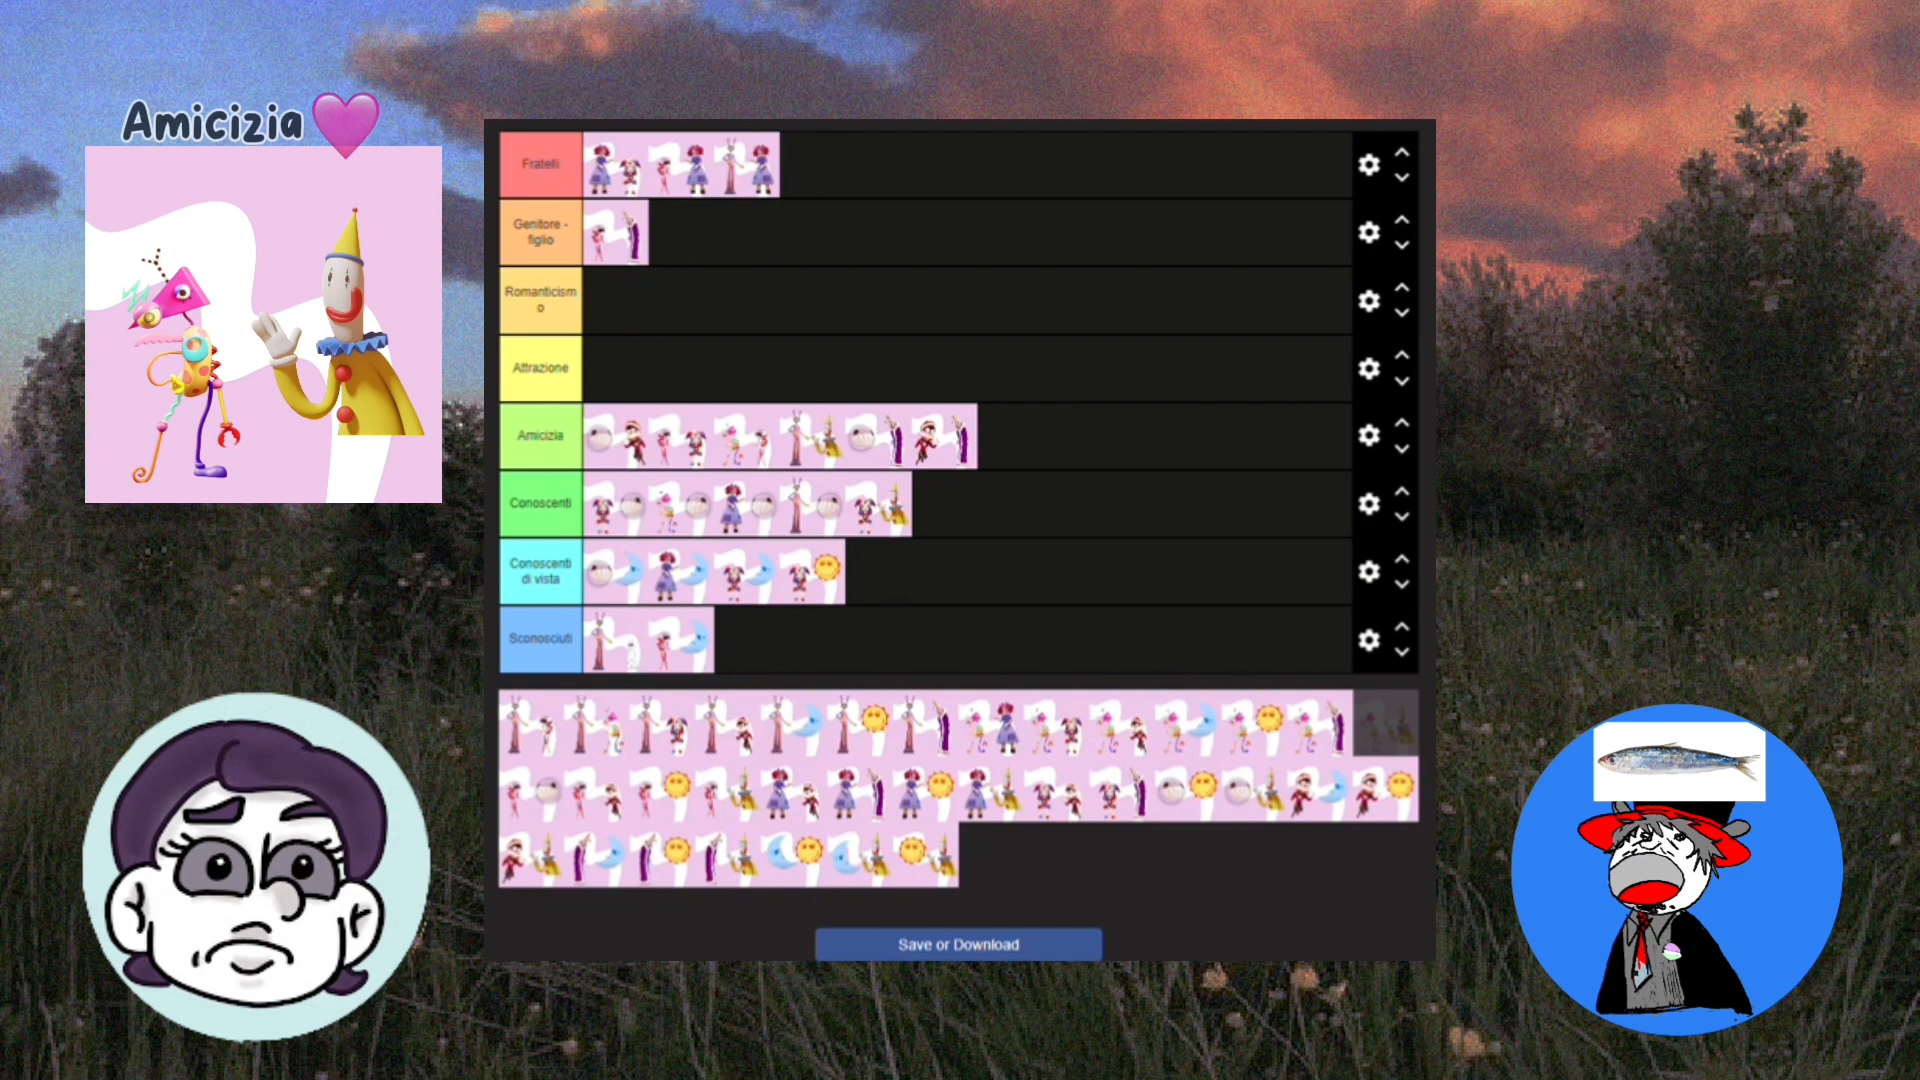 Amicizia
Fratelli
Genitore -
figlio
Romanticism
o
Attrazione
Amicizia
Conoscenti
Conoscenti
di vista
Sconosciuti
Save or Download